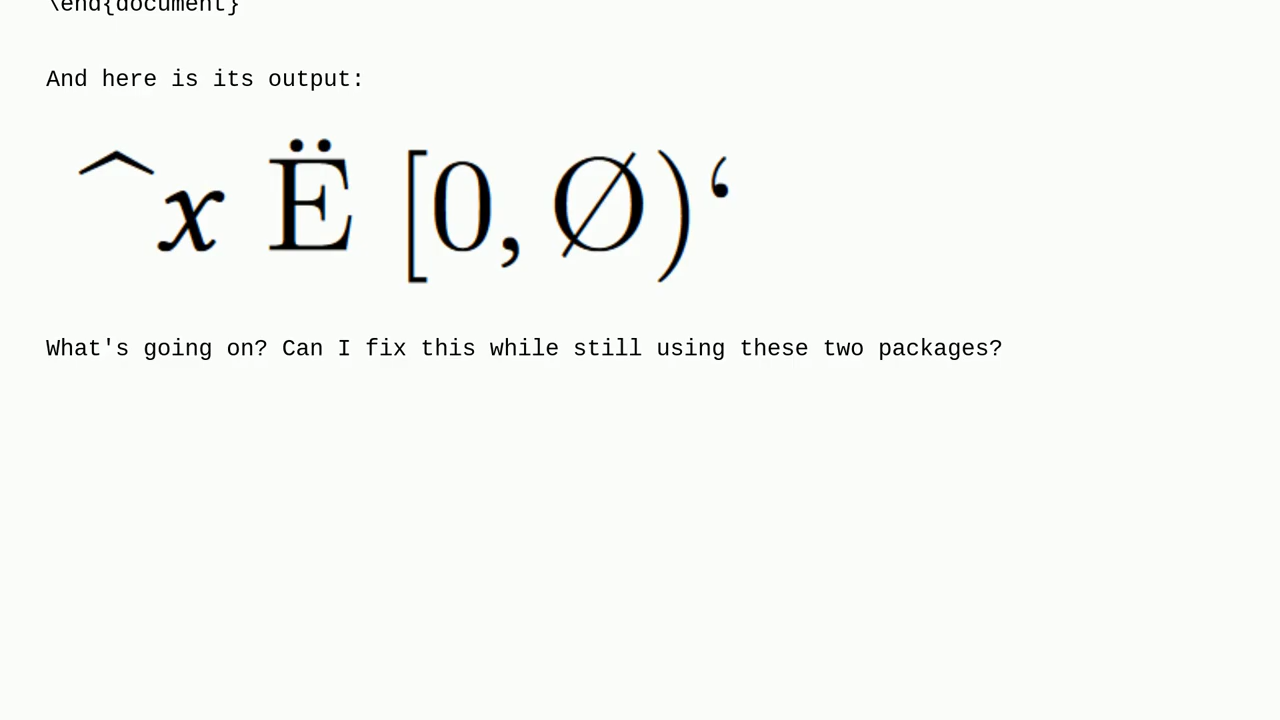 \end{document}
And here is its output:
^x Ë [0, Ø)‘
What's going on? Can I fix this while still using these two packages?